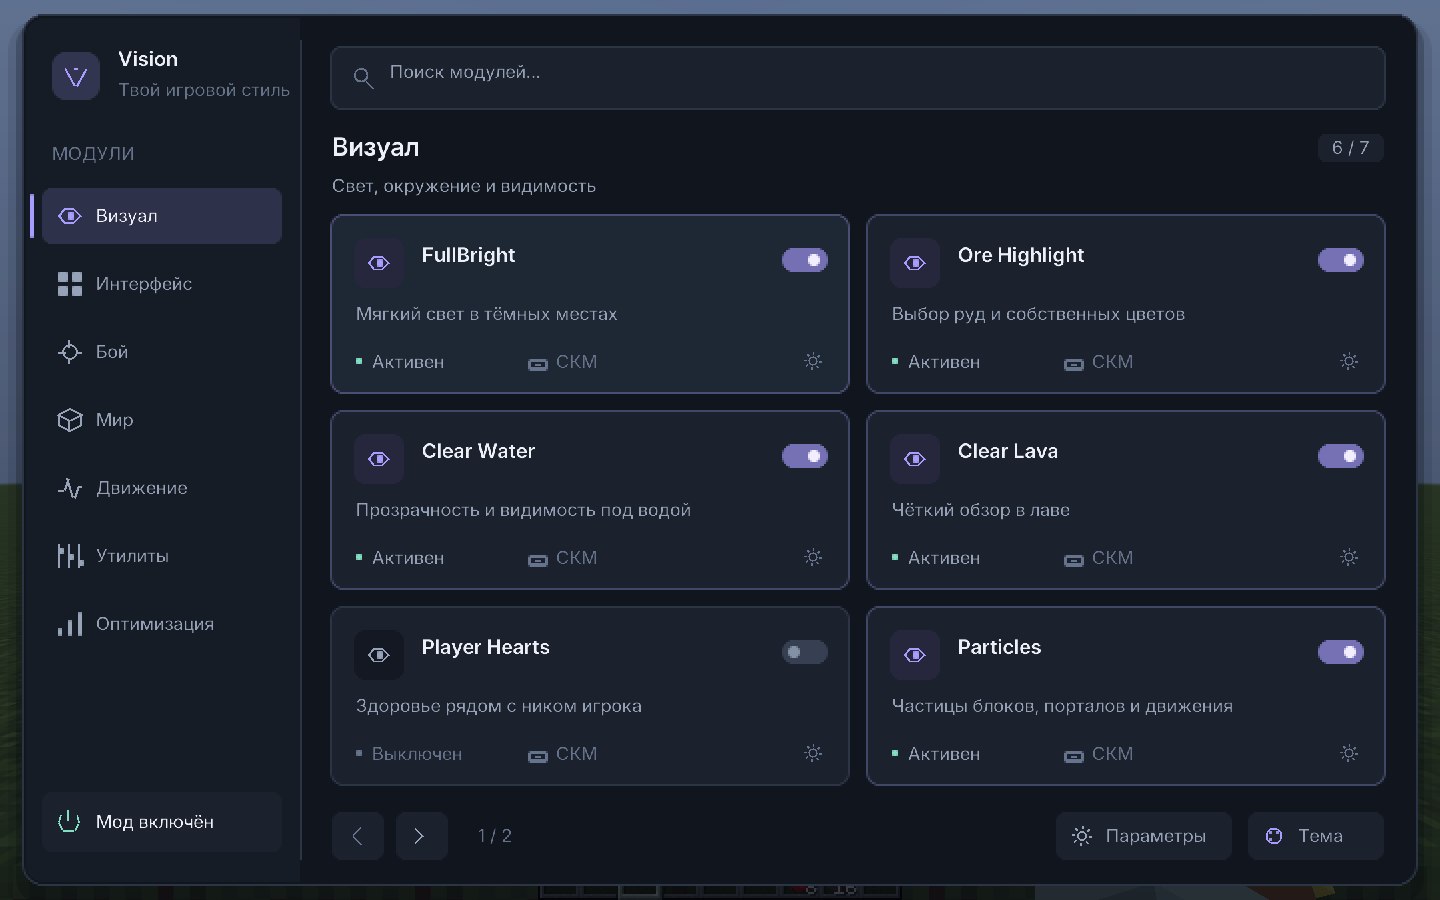 Vision
Твой игровой стиль
МОДУЛИ
Визуал
Интерфейс
Бой
Мир
Движение
Утилиты
Оптимизация
Мод включён
Поиск модулей...
Визуал
6 / 7
Свет, окружение и видимость
FullBright
Мягкий свет в тёмных местах
Активен
СКМ
Ore Highlight
Выбор руд и собственных цветов
Активен
СКМ
Clear Water
Прозрачность и видимость под водой
Активен
СКМ
Clear Lava
Чёткий обзор в лаве
Активен
СКМ
Player Hearts
Здоровье рядом с ником игрока
Выключен
СКМ
Particles
Частицы блоков, порталов и движения
Активен
СКМ
1 / 2
Параметры
Тема